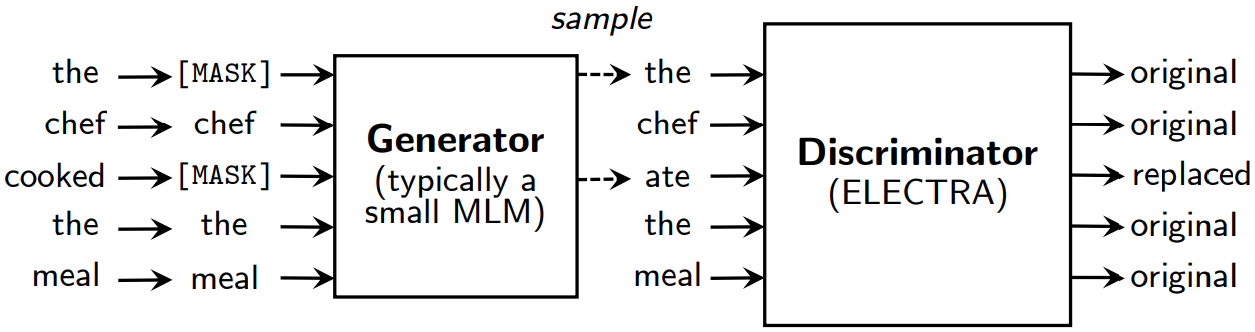 sample
the [MASK] the original
chef chef chef original
cooked [MASK] ate replaced
the the the original
meal meal meal original
Generator
(typically a
small MLM)
Discriminator
(ELECTRA)